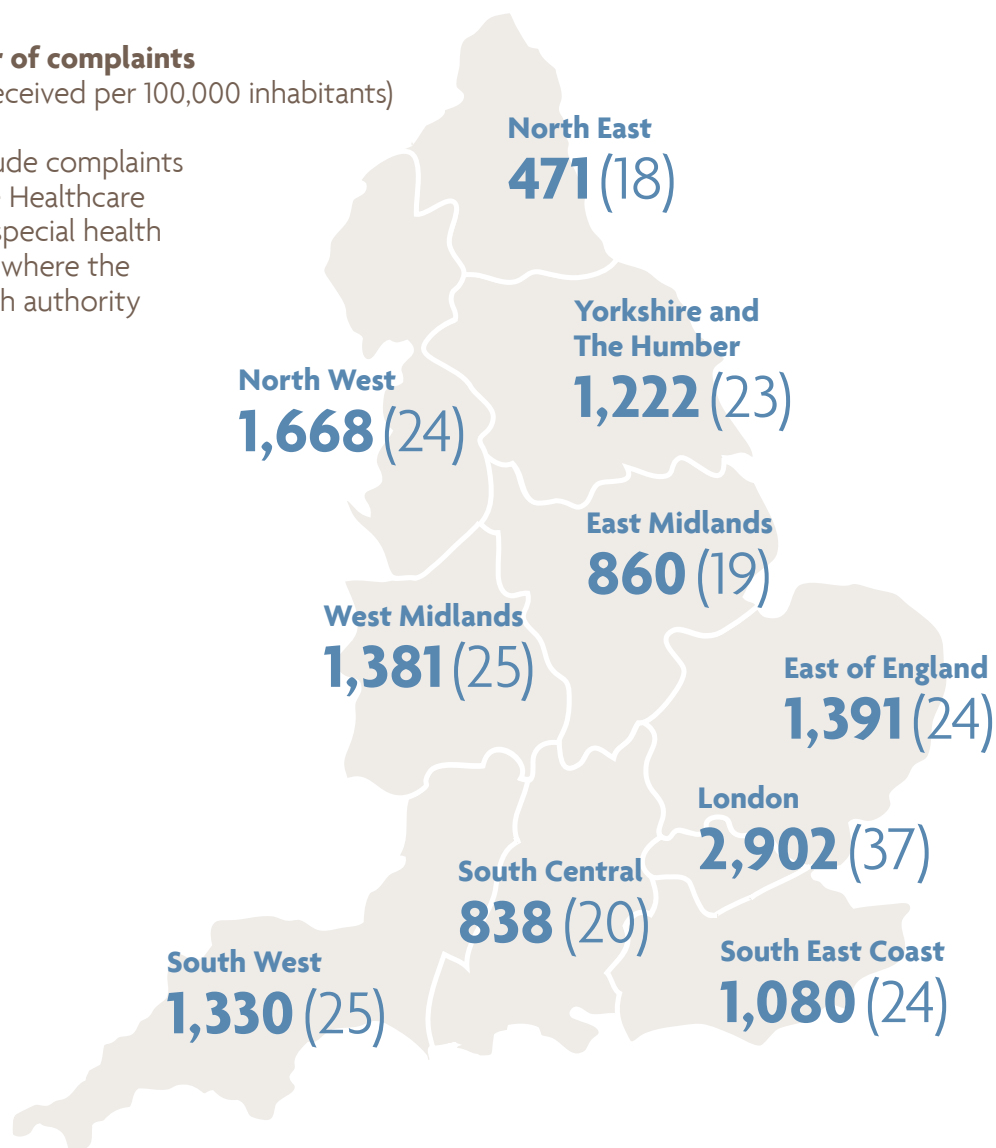 of complaints
per 100,000 inhabitants)
complaints
Healthcare
special health
where the
authority
North East
471 (18)
Yorkshire and
The Humber
1,222 (23)
North West
1,668 (24)
East Midlands
860 (19)
West Midlands
1,381 (25)
East of England
1,391 (24)
London
2,902 (37)
South Central
838 (20)
South East Coast
1,080 (24)
South West
1,330 (25)